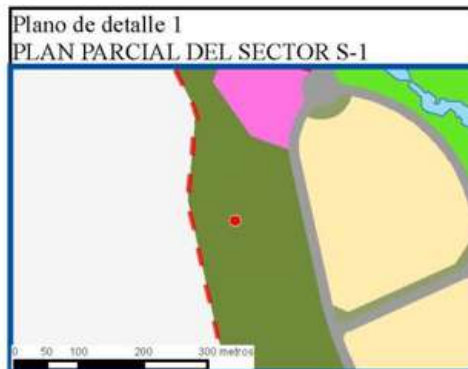 Plano de detalle 1
PLAN PARCIAL DEL SECTOR S-1
0 50 100 200 300 metros